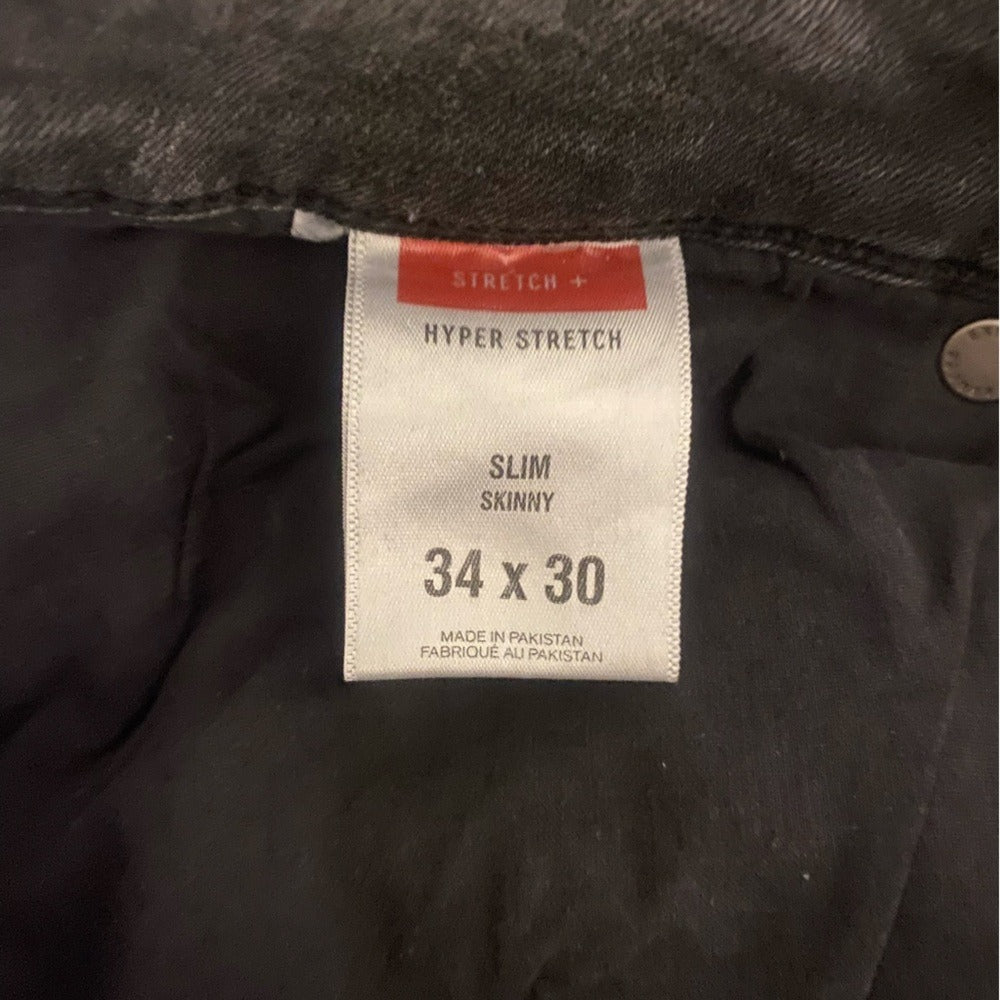 STRETCH +
HYPER STRETCH
SLIM
SKINNY
34 x 30
MADE IN PAKISTAN
FABRIQUÉ AU PAKISTAN